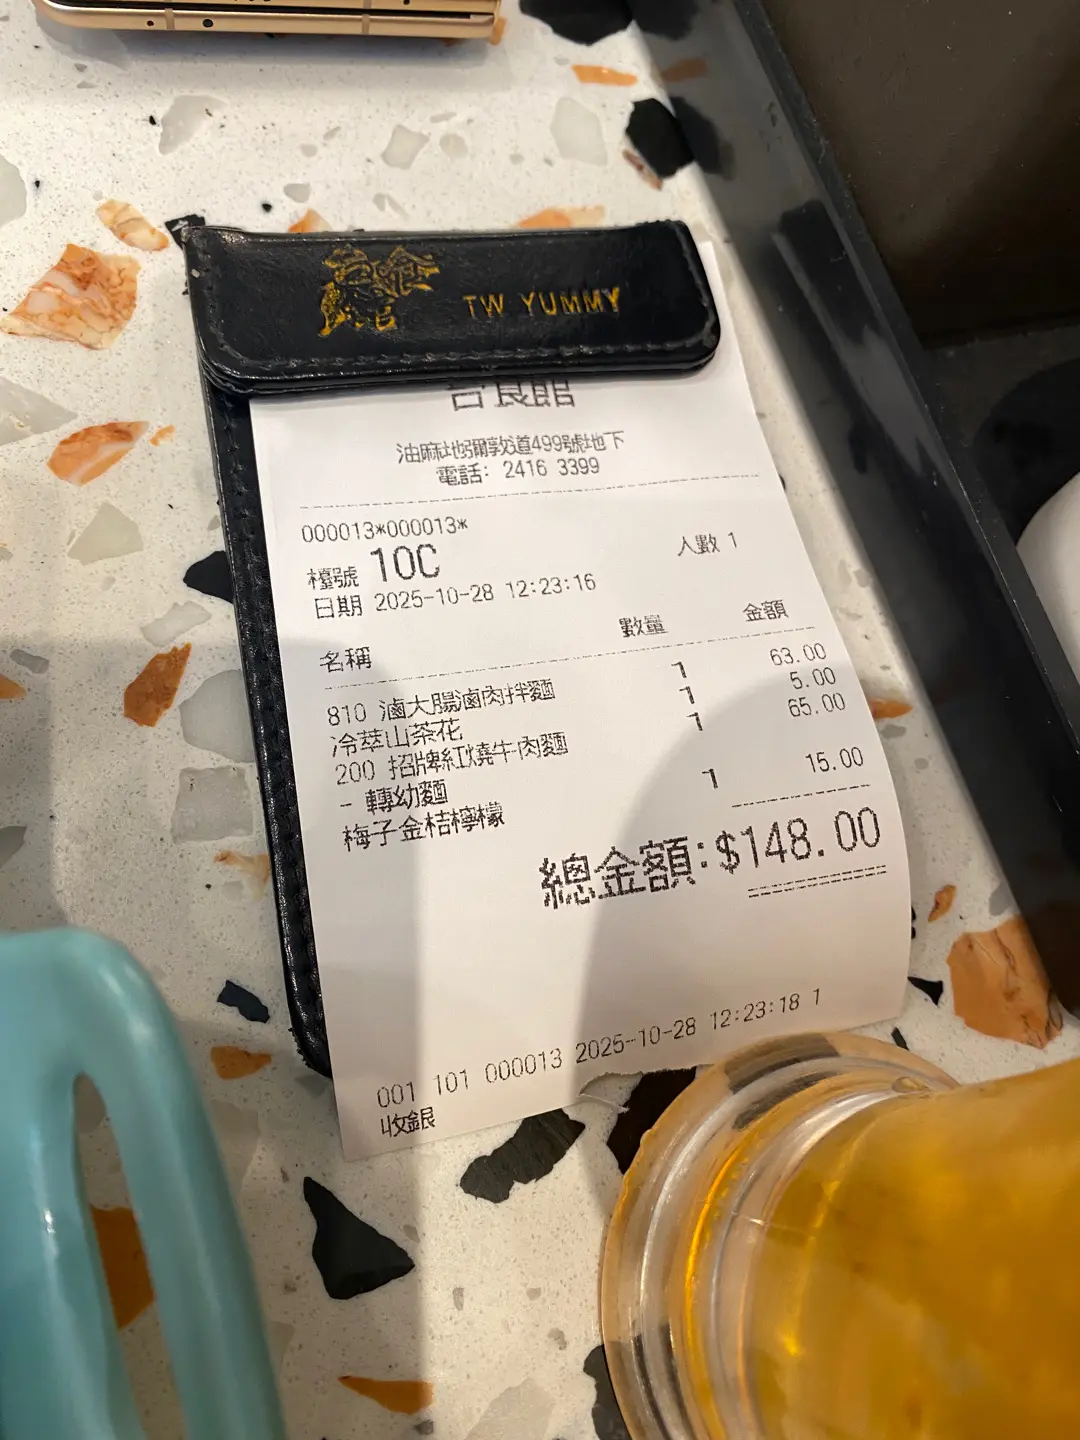 TW YUMMY
吉食館
油麻地彌敦道499號地下
電話: 2416 3399
000013*000013*
檯號 10C 人數 1
日期 2025-10-28 12:23:16
名稱 數量 金額
810 滷大腸滷肉拌麵 1 63.00
冷萃山茶花 1 5.00
200 招牌紅燒牛肉麵 1 65.00
- 轉幼麵
梅子金桔檸檬 1 15.00
總金額:$148.00
001 101 000013 2025-10-28 12:23:18 1
收銀